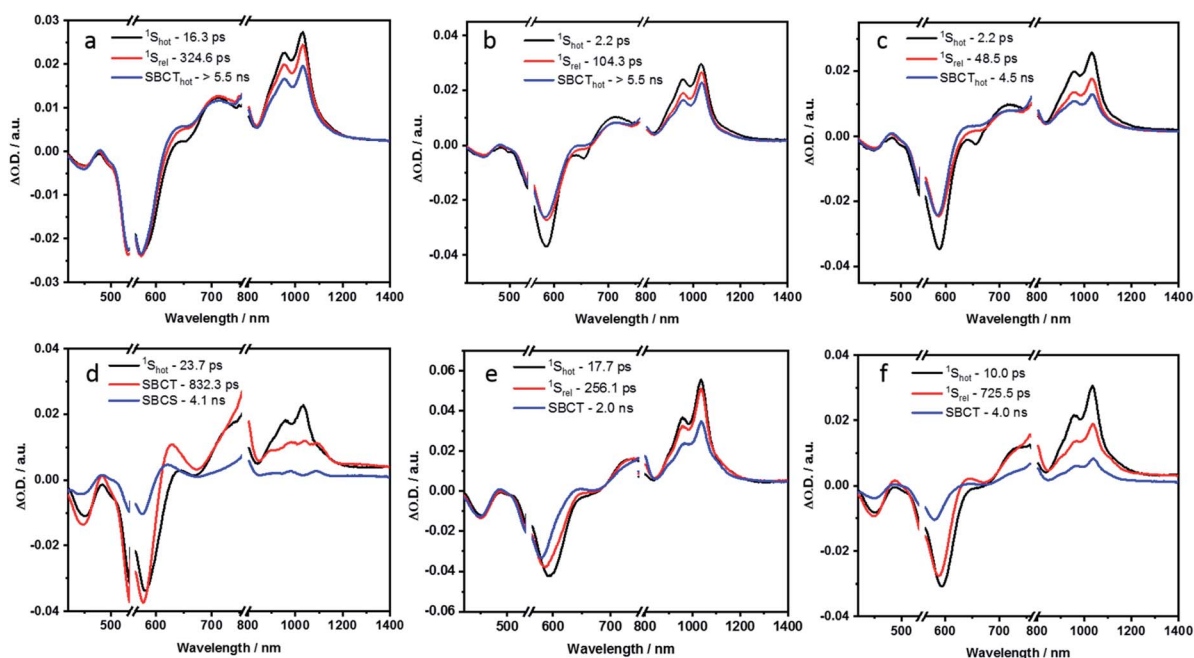 a
¹Shot - 16.3 ps
¹Srel - 324.6 ps
SBCThot - > 5.5 ns
0.03
0.02
0.01
0.00
-0.01
-0.02
-0.03
ΔO.D. / a.u.
500 600 700 800 1000 1200 1400
Wavelength / nm
b
¹Shot - 2.2 ps
¹Srel - 104.3 ps
SBCThot - > 5.5 ns
0.04
0.02
0.00
-0.02
-0.04
ΔO.D. / a.u.
500 600 700 800 1000 1200 1400
Wavelength / nm
c
¹Shot - 2.2 ps
¹Srel - 48.5 ps
SBCThot - 4.5 ns
0.04
0.02
0.00
-0.02
-0.04
ΔO.D. / a.u.
500 600 700 800 1000 1200 1400
Wavelength / nm
d
¹Shot - 23.7 ps
SBCT - 832.3 ps
SBCS - 4.1 ns
0.04
0.02
0.00
-0.02
-0.04
ΔO.D. / a.u.
500 600 700 800 1000 1200 1400
Wavelength / nm
e
¹Shot - 17.7 ps
¹Srel - 256.1 ps
SBCT - 2.0 ns
0.06
0.04
0.02
0.00
-0.02
-0.04
-0.06
ΔO.D. / a.u.
500 600 700 800 1000 1200 1400
Wavelength / nm
f
¹Shot - 10.0 ps
¹Srel - 725.5 ps
SBCT - 4.0 ns
0.04
0.02
0.00
-0.02
-0.04
ΔO.D. / a.u.
500 600 700 800 1000 1200 1400
Wavelength / nm